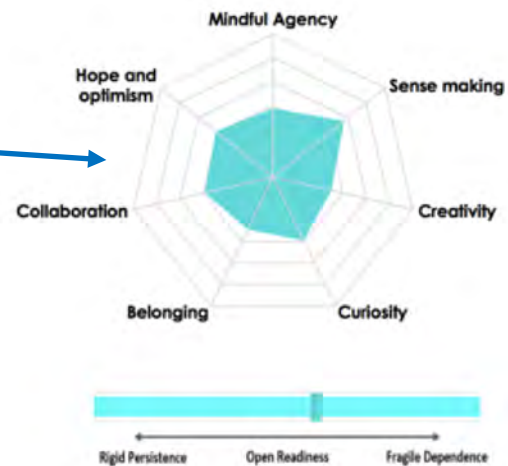 Mindful Agency
Hope and
optimism
Sense making
Collaboration
Creativity
Belonging
Curiosity
Rigid Persistence
Open Readiness
Fragile Dependence